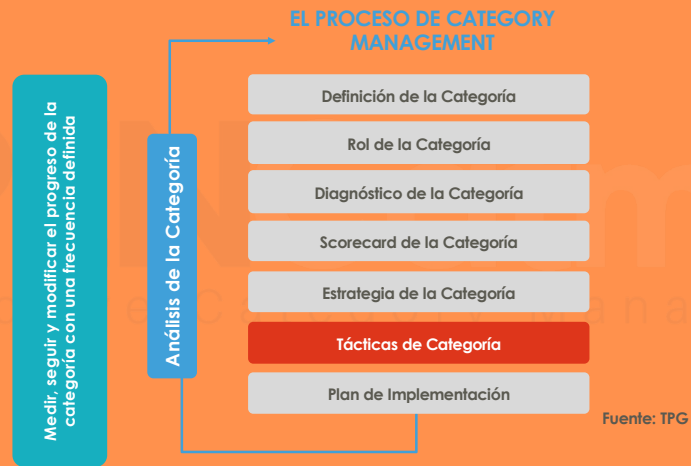 EL PROCESO DE CATEGORY
MANAGEMENT
Medir, seguir y modificar el progreso de la
categoría con una frecuencia definida
Análisis de la Categoría
Definición de la Categoría
Rol de la Categoría
Diagnóstico de la Categoría
Scorecard de la Categoría
Estrategia de la Categoría
Tácticas de Categoría
Plan de Implementación
Fuente: TPG